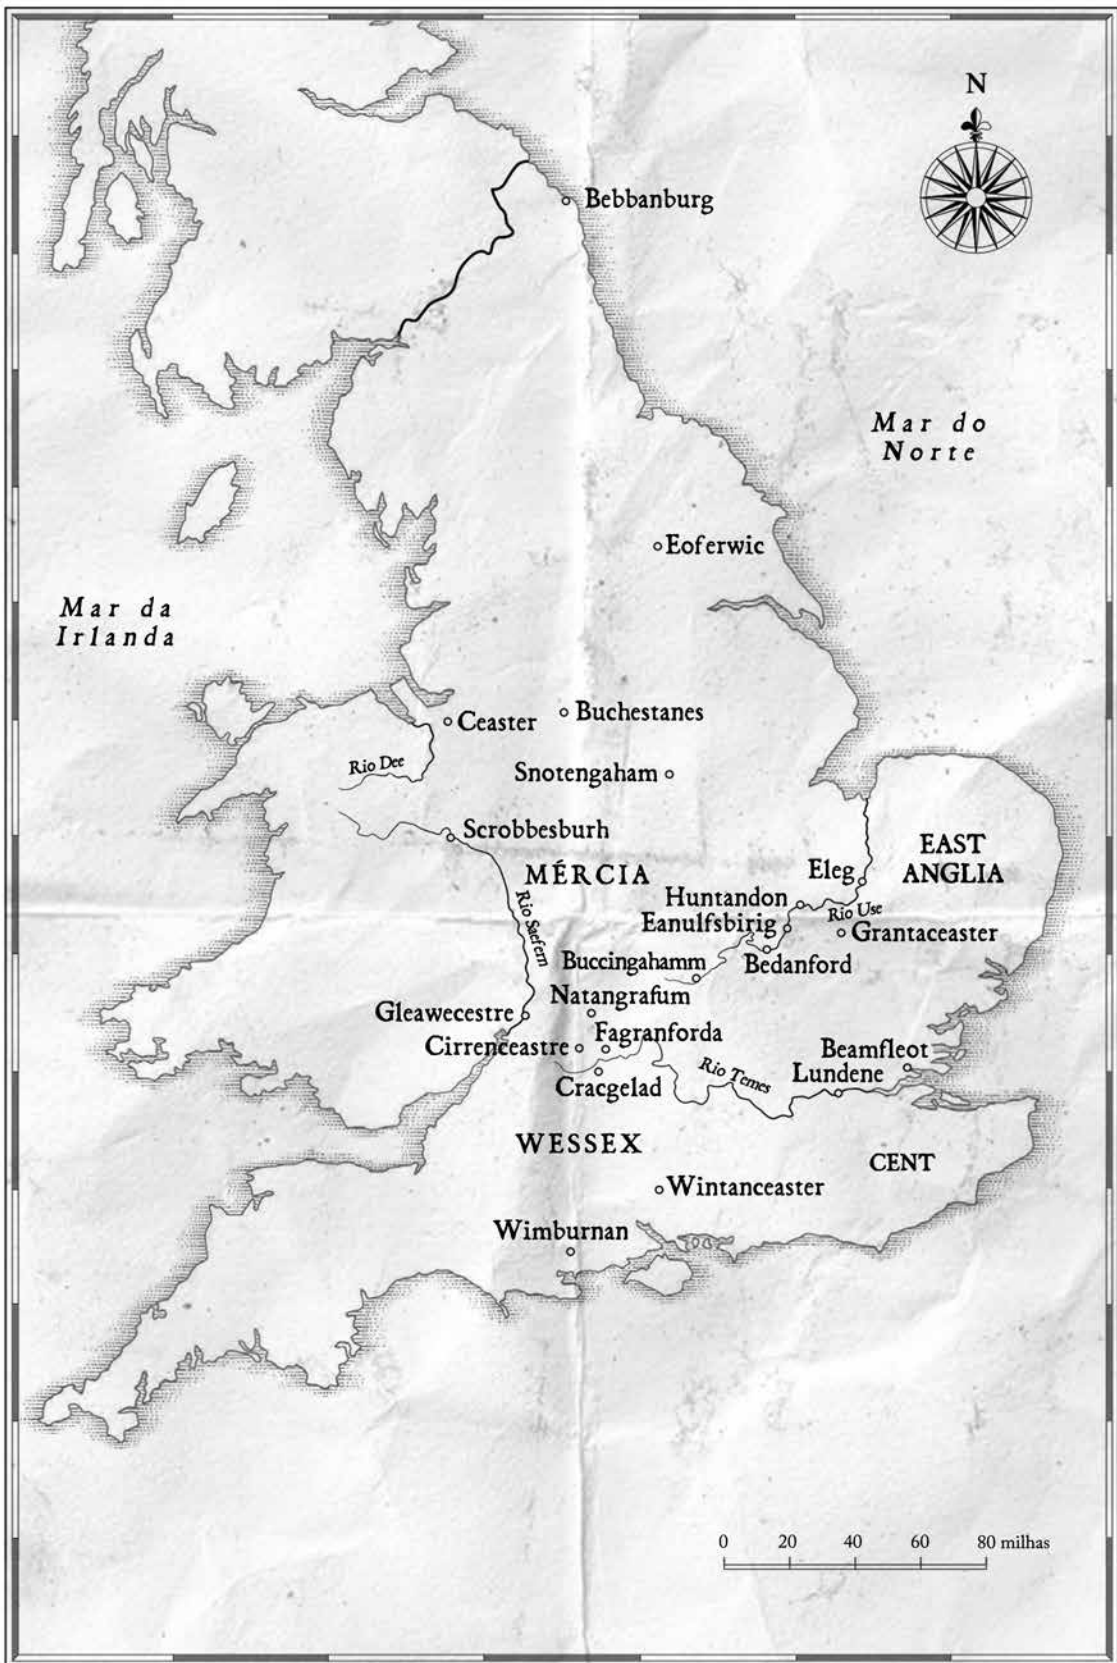 N
Bebbanburg
Mar do
Norte
Eoferwic
Mar da
Irlanda
Ceaster
Buchestanes
Rio Dee
Snotengaham
Scrobbesburh
EAST
ANGLIA
MÉRCIA
Eleg
Huntandon
Rio Use
Eanulfsbirig
Grantaceaster
Rio Saefern
Buccingahamm
Bedanford
Natangrafum
Gleawecestre
Fagranforda
Cirrenceastre
Beamfleot
Rio Temes
Lundene
Cracgelad
WESSEX
CENT
Wintanceaster
Wimburnan
0 20 40 60 80 milhas